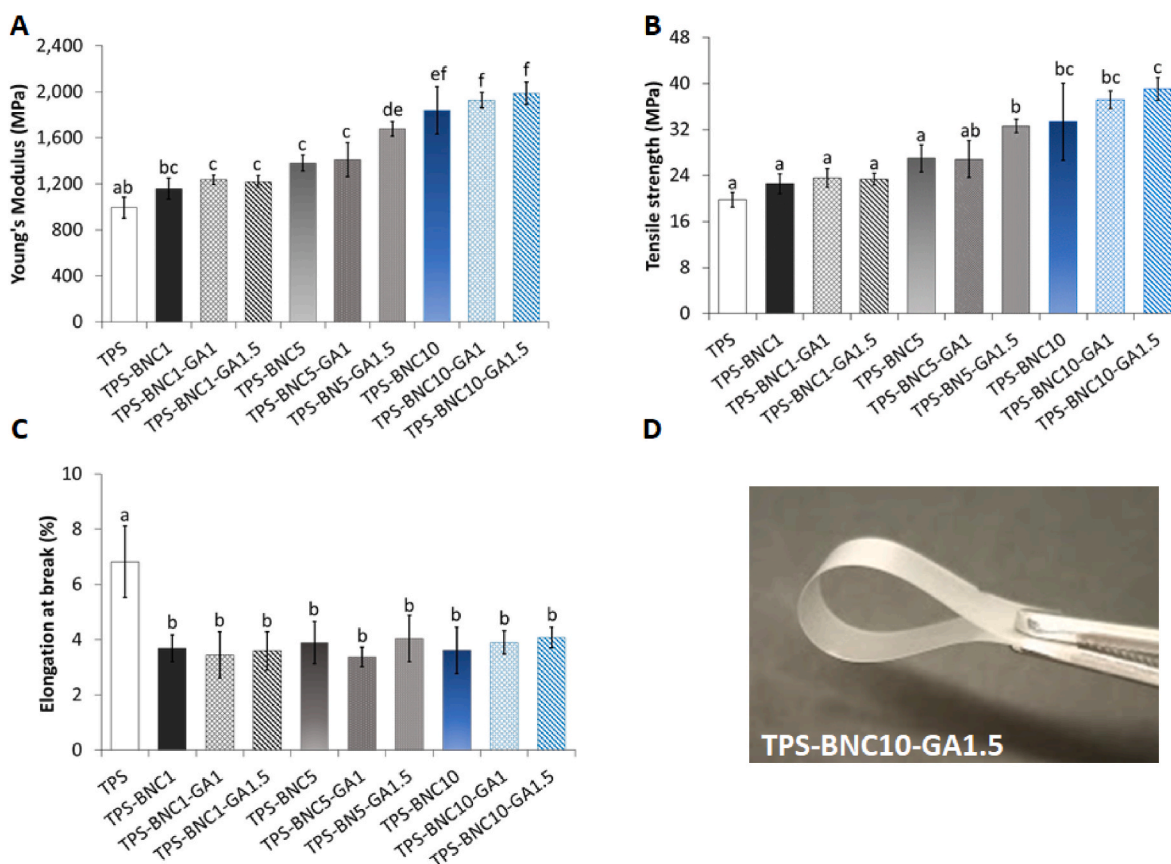 A
Young's Modulus (MPa)
2,400
2,000
1,600
1,200
800
400
0
ab
bc
c
c
c
c
de
ef
f
f
TPS
TPS-BNC1
TPS-BNC1-GA1
TPS-BNC1-GA1.5
TPS-BNC5
TPS-BNC5-GA1
TPS-BN5-GA1.5
TPS-BNC10
TPS-BNC10-GA1
TPS-BNC10-GA1.5
B
Tensile strength (MPa)
48
40
32
24
16
8
0
a
a
a
a
a
ab
b
bc
bc
c
TPS
TPS-BNC1
TPS-BNC1-GA1
TPS-BNC1-GA1.5
TPS-BNC5
TPS-BNC5-GA1
TPS-BN5-GA1.5
TPS-BNC10
TPS-BNC10-GA1
TPS-BNC10-GA1.5
C
Elongation at break (%)
10
8
6
4
2
0
a
b
b
b
b
b
b
b
b
b
TPS
TPS-BNC1
TPS-BNC1-GA1
TPS-BNC1-GA1.5
TPS-BNC5
TPS-BNC5-GA1
TPS-BN5-GA1.5
TPS-BNC10
TPS-BNC10-GA1
TPS-BNC10-GA1.5
D
TPS-BNC10-GA1.5